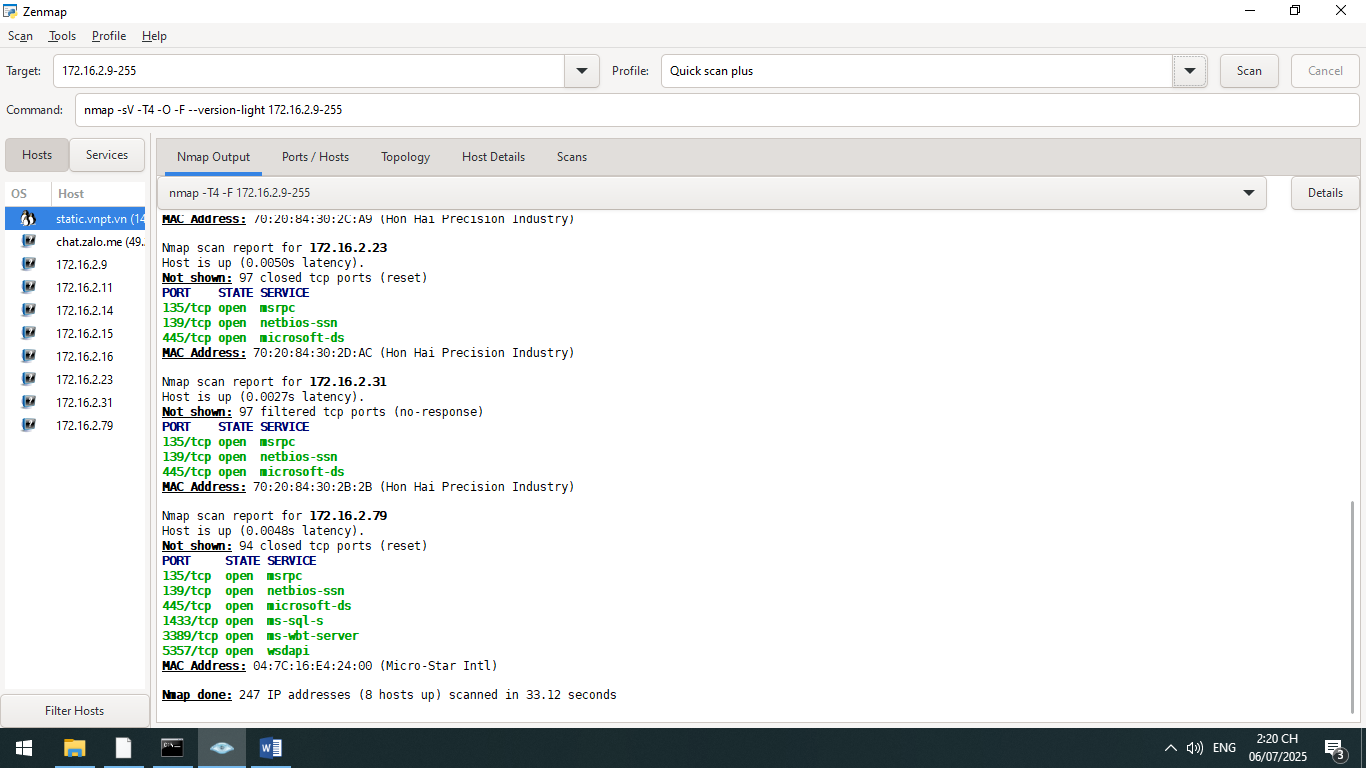 Zenmap
Scan Tools Profile Help
Target: 172.16.2.9-255 Profile: Quick scan plus Scan Cancel
Command: nmap -sV -T4 -O -F --version-light 172.16.2.9-255
Hosts Services
OS Host
static.vnpt.vn (14
chat.zalo.me (49..
172.16.2.9
172.16.2.11
172.16.2.14
172.16.2.15
172.16.2.16
172.16.2.23
172.16.2.31
172.16.2.79
Filter Hosts
Nmap Output Ports / Hosts Topology Host Details Scans
nmap -T4 -F 172.16.2.9-255 Details
MAC Address: 70:20:84:30:2C:A9 (Hon Hai Precision Industry)
Nmap scan report for 172.16.2.23
Host is up (0.0050s latency).
Not shown: 97 closed tcp ports (reset)
PORT STATE SERVICE
135/tcp open msrpc
139/tcp open netbios-ssn
445/tcp open microsoft-ds
MAC Address: 70:20:84:30:2D:AC (Hon Hai Precision Industry)
Nmap scan report for 172.16.2.31
Host is up (0.0027s latency).
Not shown: 97 filtered tcp ports (no-response)
PORT STATE SERVICE
135/tcp open msrpc
139/tcp open netbios-ssn
445/tcp open microsoft-ds
MAC Address: 70:20:84:30:2B:2B (Hon Hai Precision Industry)
Nmap scan report for 172.16.2.79
Host is up (0.0048s latency).
Not shown: 94 closed tcp ports (reset)
PORT STATE SERVICE
135/tcp open msrpc
139/tcp open netbios-ssn
445/tcp open microsoft-ds
1433/tcp open ms-sql-s
3389/tcp open ms-wbt-server
5357/tcp open wsdapi
MAC Address: 04:7C:16:E4:24:00 (Micro-Star Intl)
Nmap done: 247 IP addresses (8 hosts up) scanned in 33.12 seconds
ENG
2:20 CH
06/07/2025
3